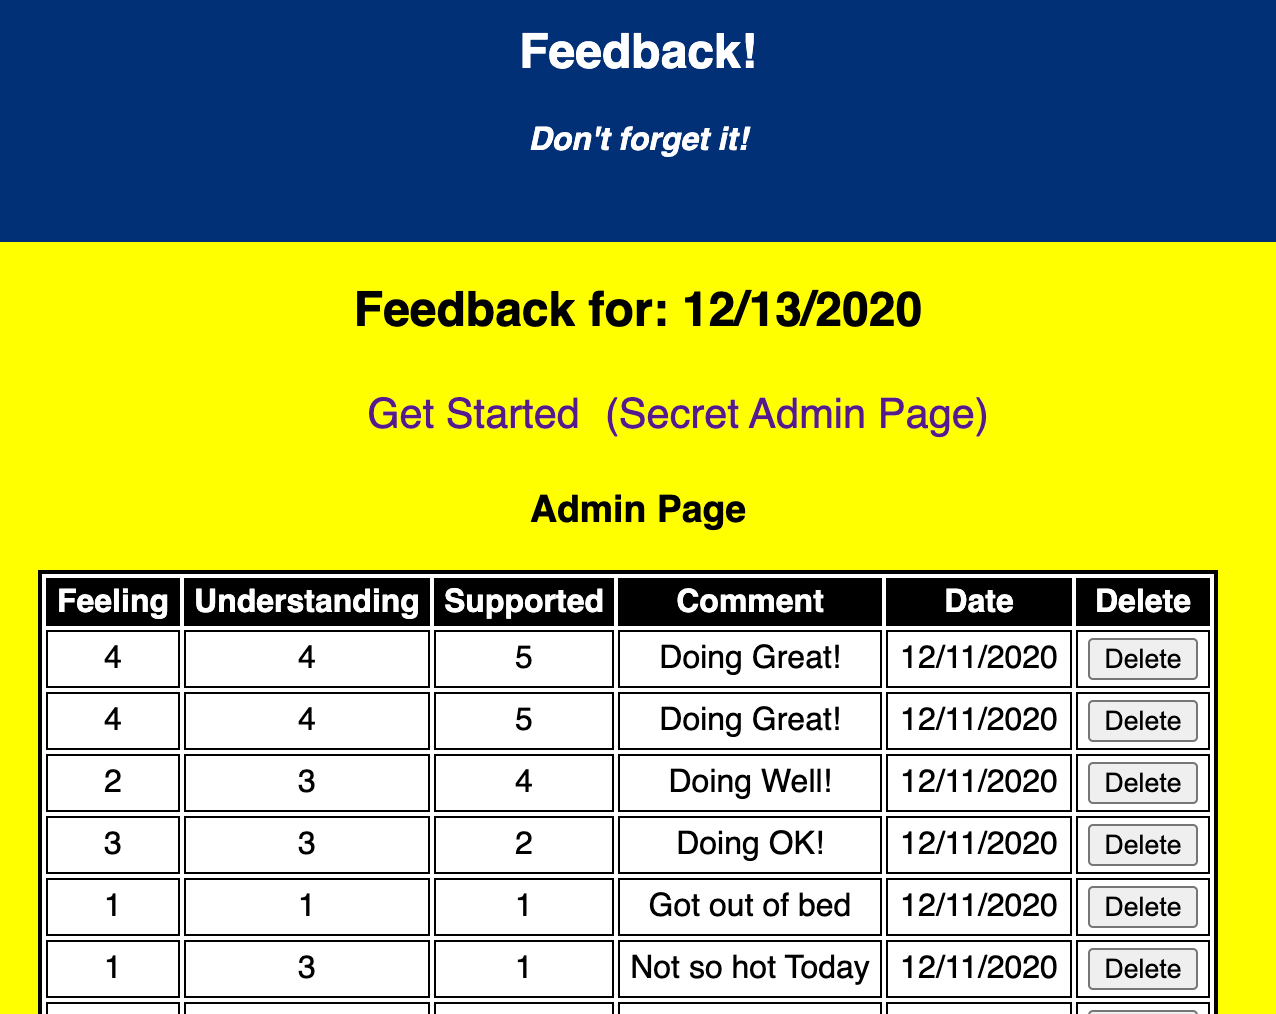 Feedback!
Don't forget it!
Feedback for: 12/13/2020
Get Started (Secret Admin Page)
Admin Page
Feeling Understanding Supported Comment Date Delete
4 4 5 Doing Great! 12/11/2020 Delete
4 4 5 Doing Great! 12/11/2020 Delete
2 3 4 Doing Well! 12/11/2020 Delete
3 3 2 Doing OK! 12/11/2020 Delete
1 1 1 Got out of bed 12/11/2020 Delete
1 3 1 Not so hot Today 12/11/2020 Delete